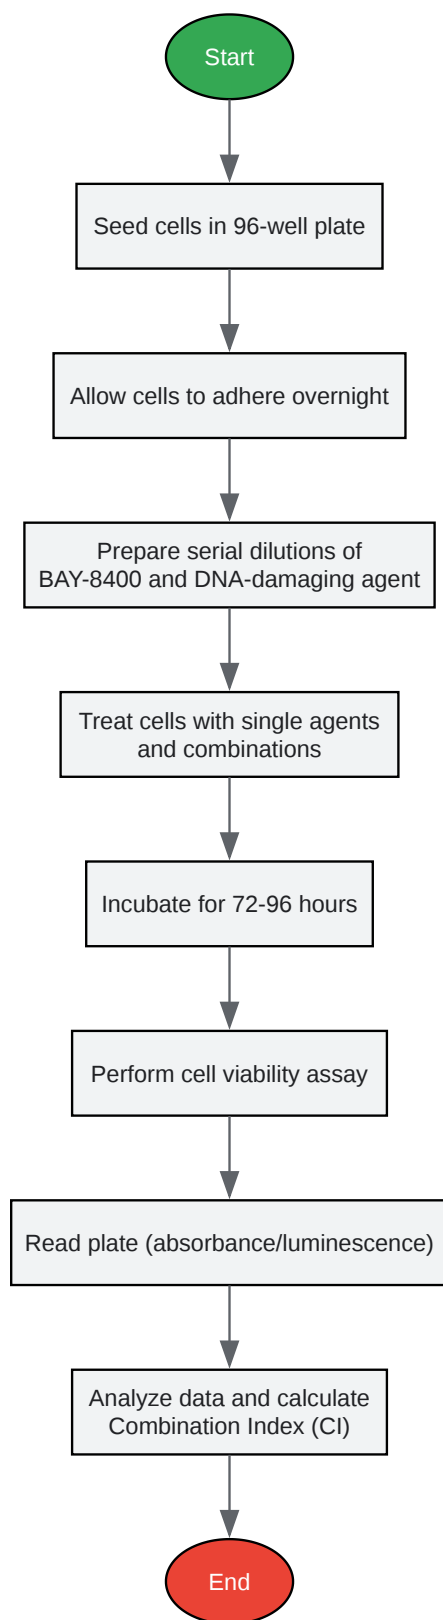 Start
Seed cells in 96-well plate
Allow cells to adhere overnight
Prepare serial dilutions of
BAY-8400 and DNA-damaging agent
Treat cells with single agents
and combinations
Incubate for 72-96 hours
Perform cell viability assay
Read plate (absorbance/luminescence)
Analyze data and calculate
Combination Index (CI)
End